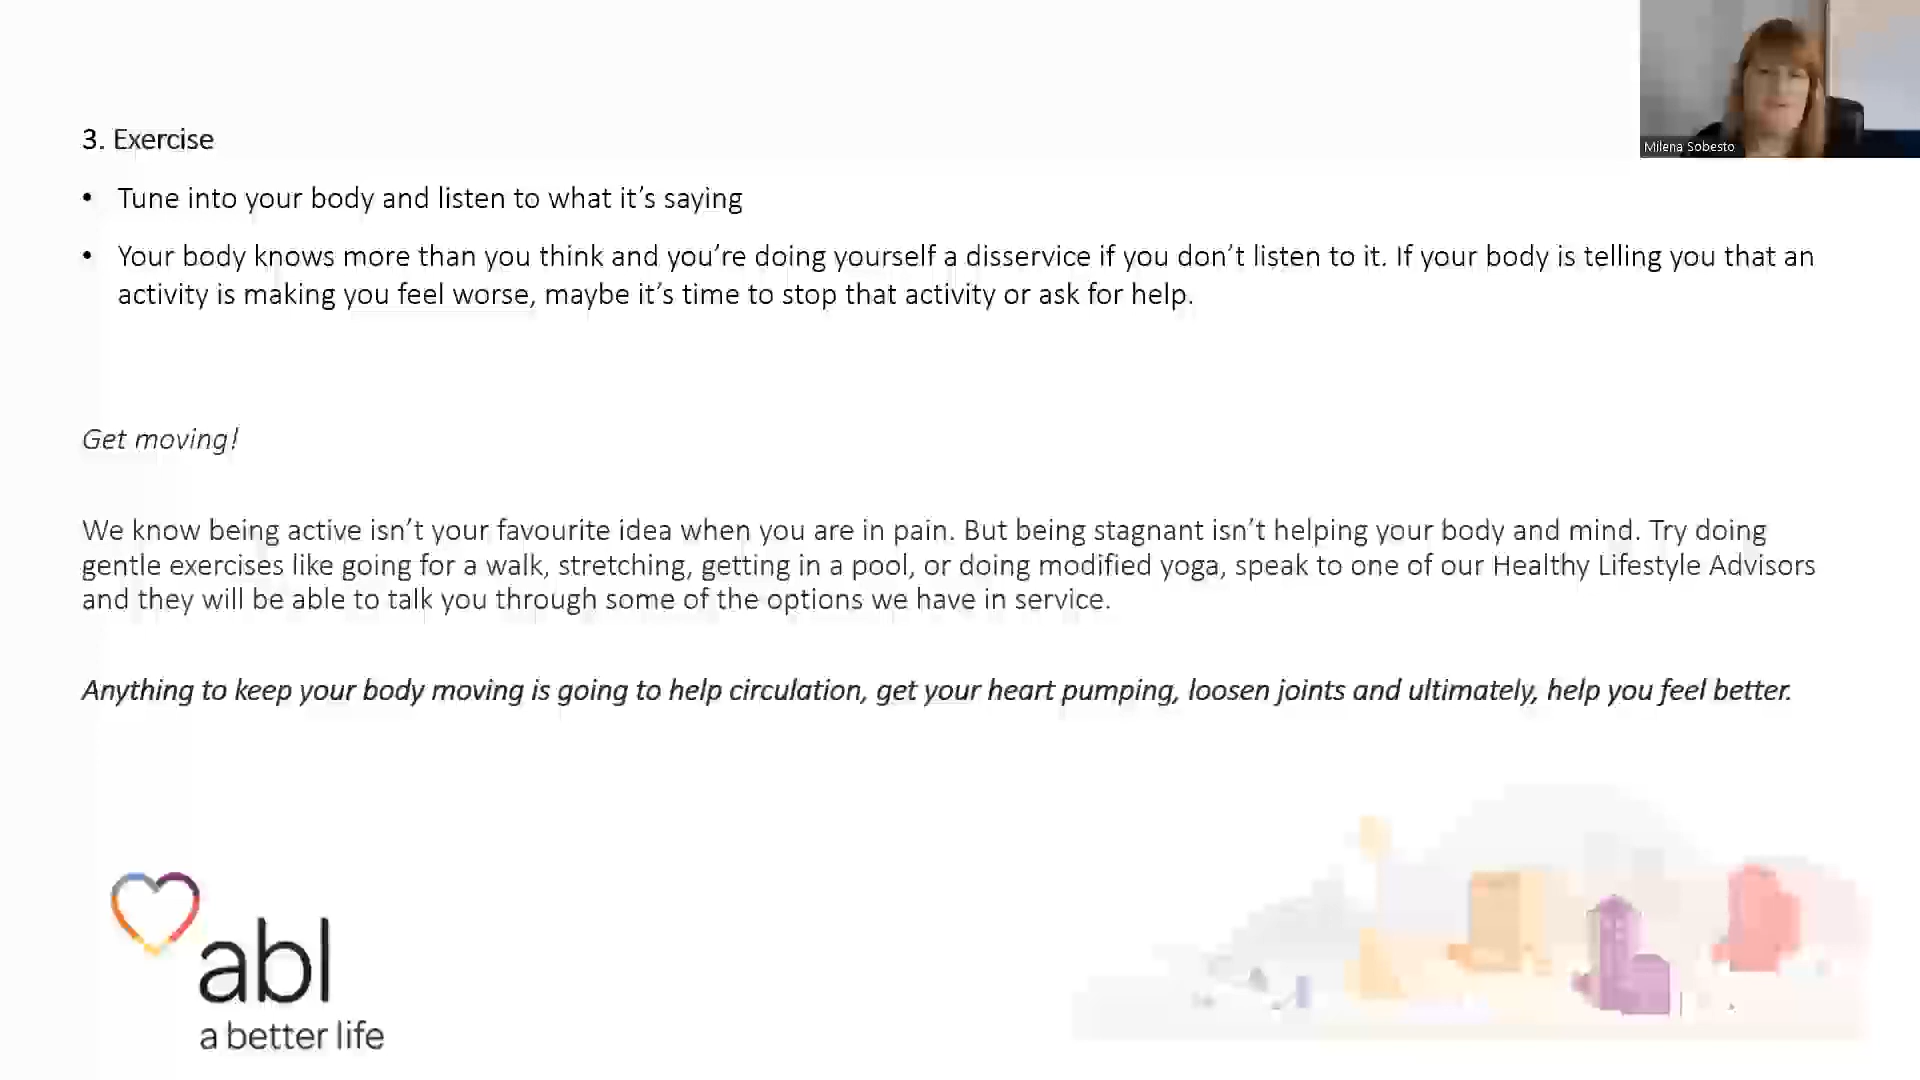 3. Exercise
• Tune into your body and listen to what it’s saying
• Your body knows more than you think and you’re doing yourself a disservice if you don’t listen to it. If your body is telling you that an
activity is making you feel worse, maybe it’s time to stop that activity or ask for help.
Get moving!
We know being active isn’t your favourite idea when you are in pain. But being stagnant isn’t helping your body and mind. Try doing
gentle exercises like going for a walk, stretching, getting in a pool, or doing modified yoga, speak to one of our Healthy Lifestyle Advisors
and they will be able to talk you through some of the options we have in service.
Anything to keep your body moving is going to help circulation, get your heart pumping, loosen joints and ultimately, help you feel better.
abl
a better life
Milena Sobesto